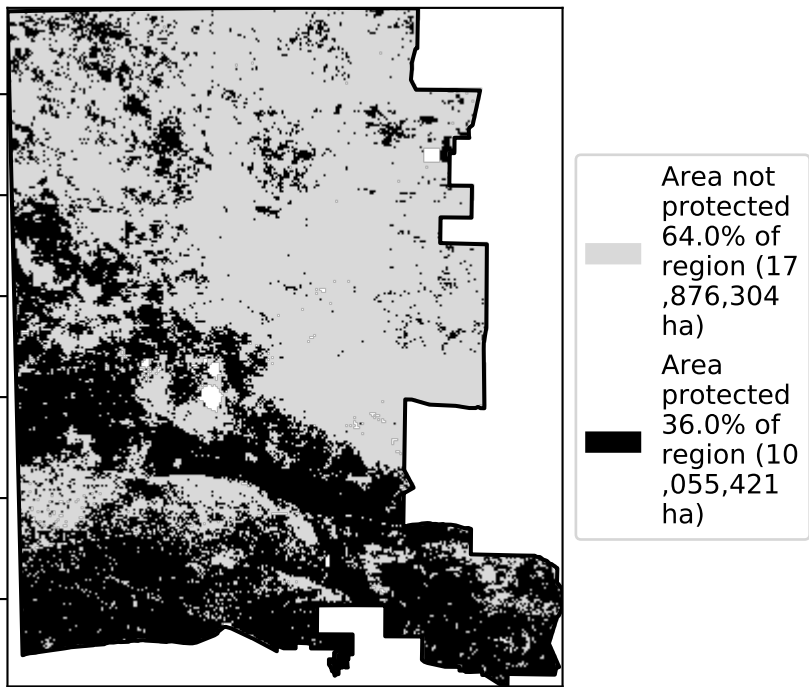 Area not
protected
64.0% of
region (17
,876,304
ha)
Area
protected
36.0% of
region (10
,055,421
ha)